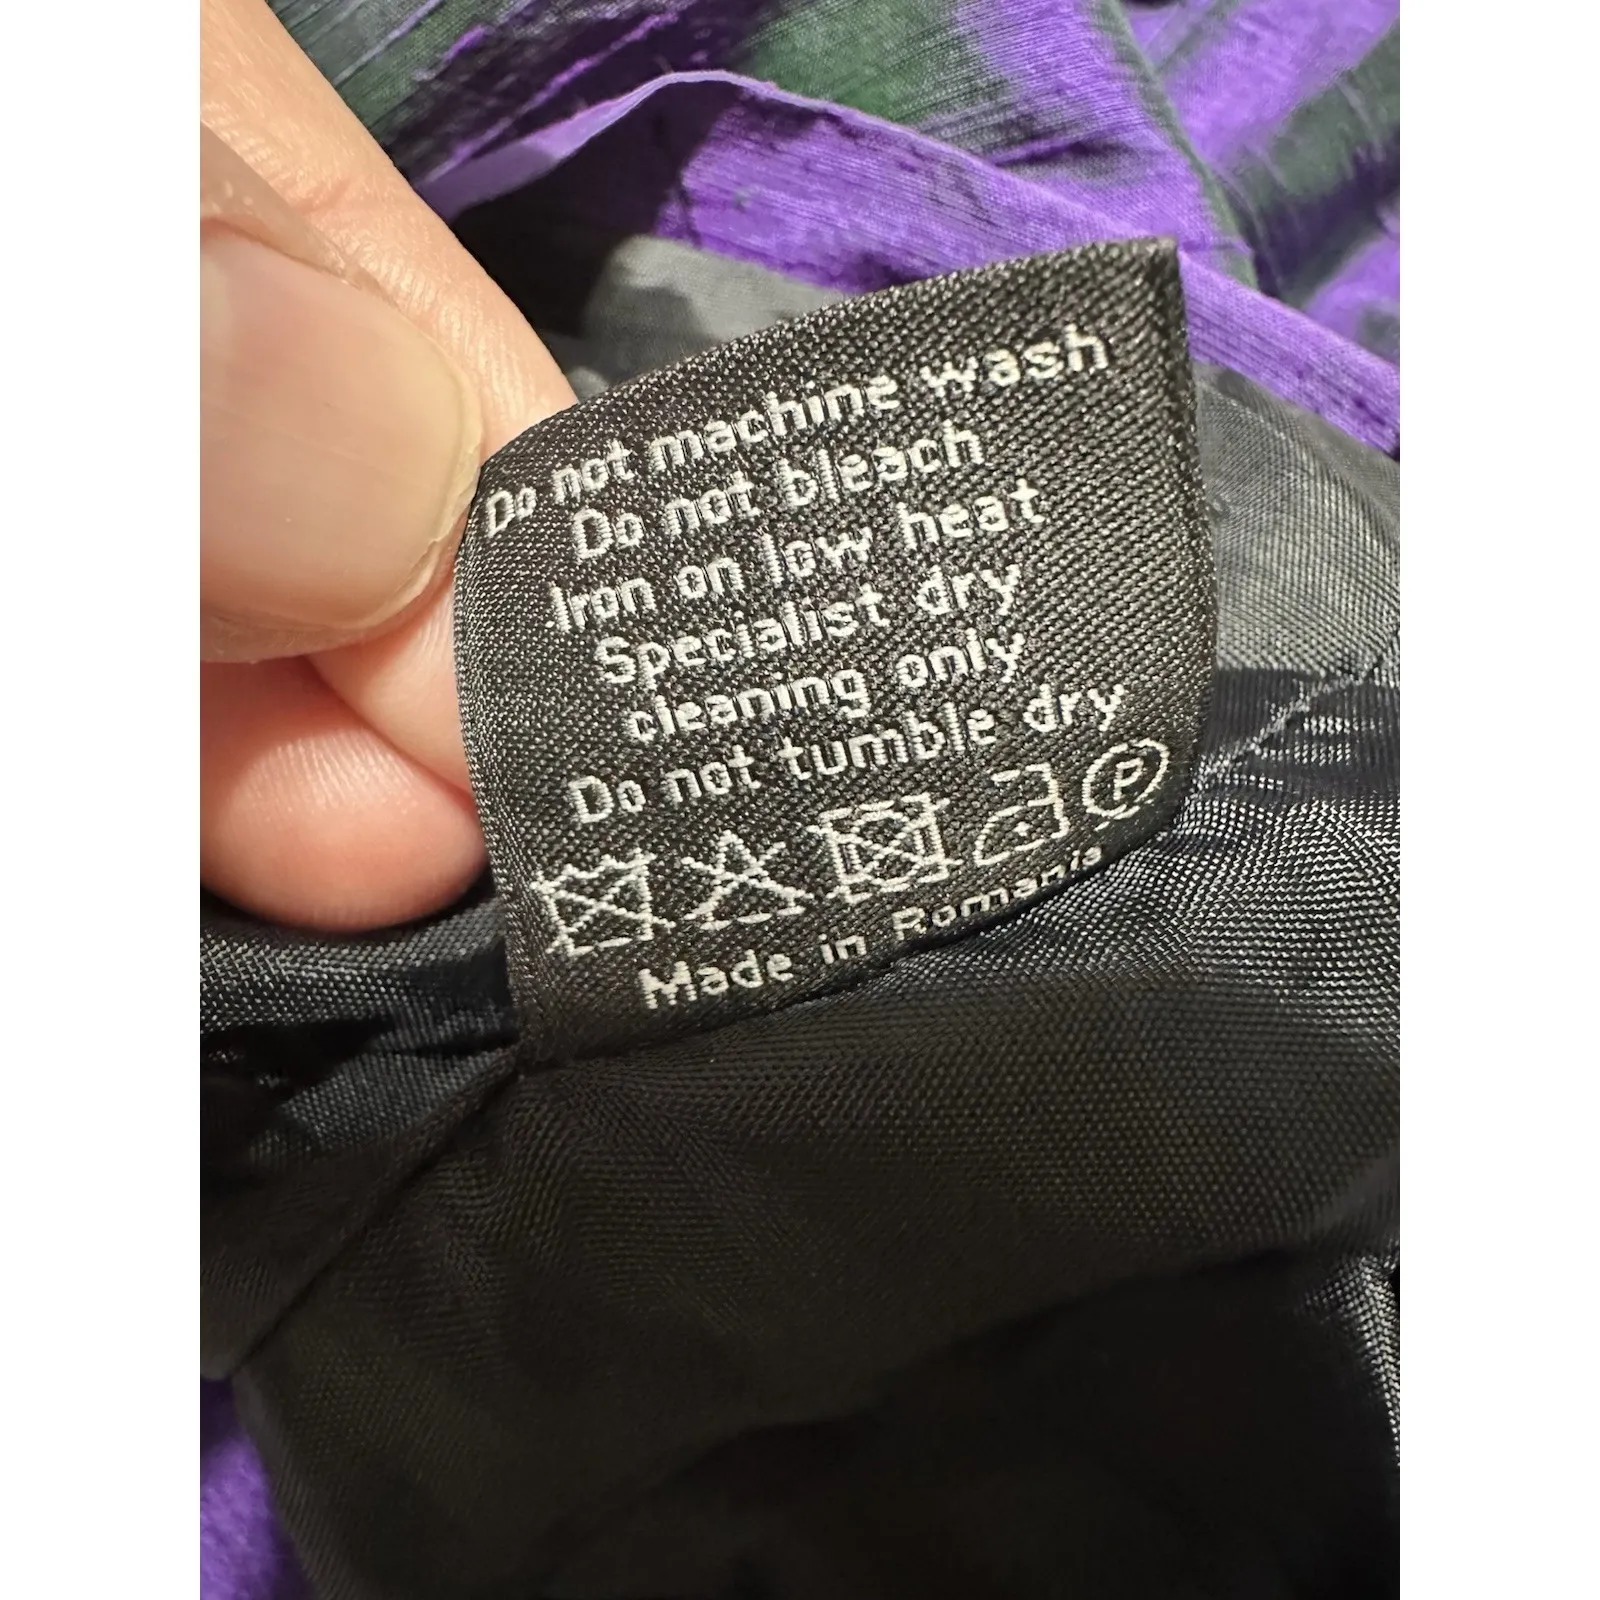 Do not machine wash
Do not bleach
Iron on low heat
Specialist dry
cleaning only
Do not tumble dry
P
Made in Romania